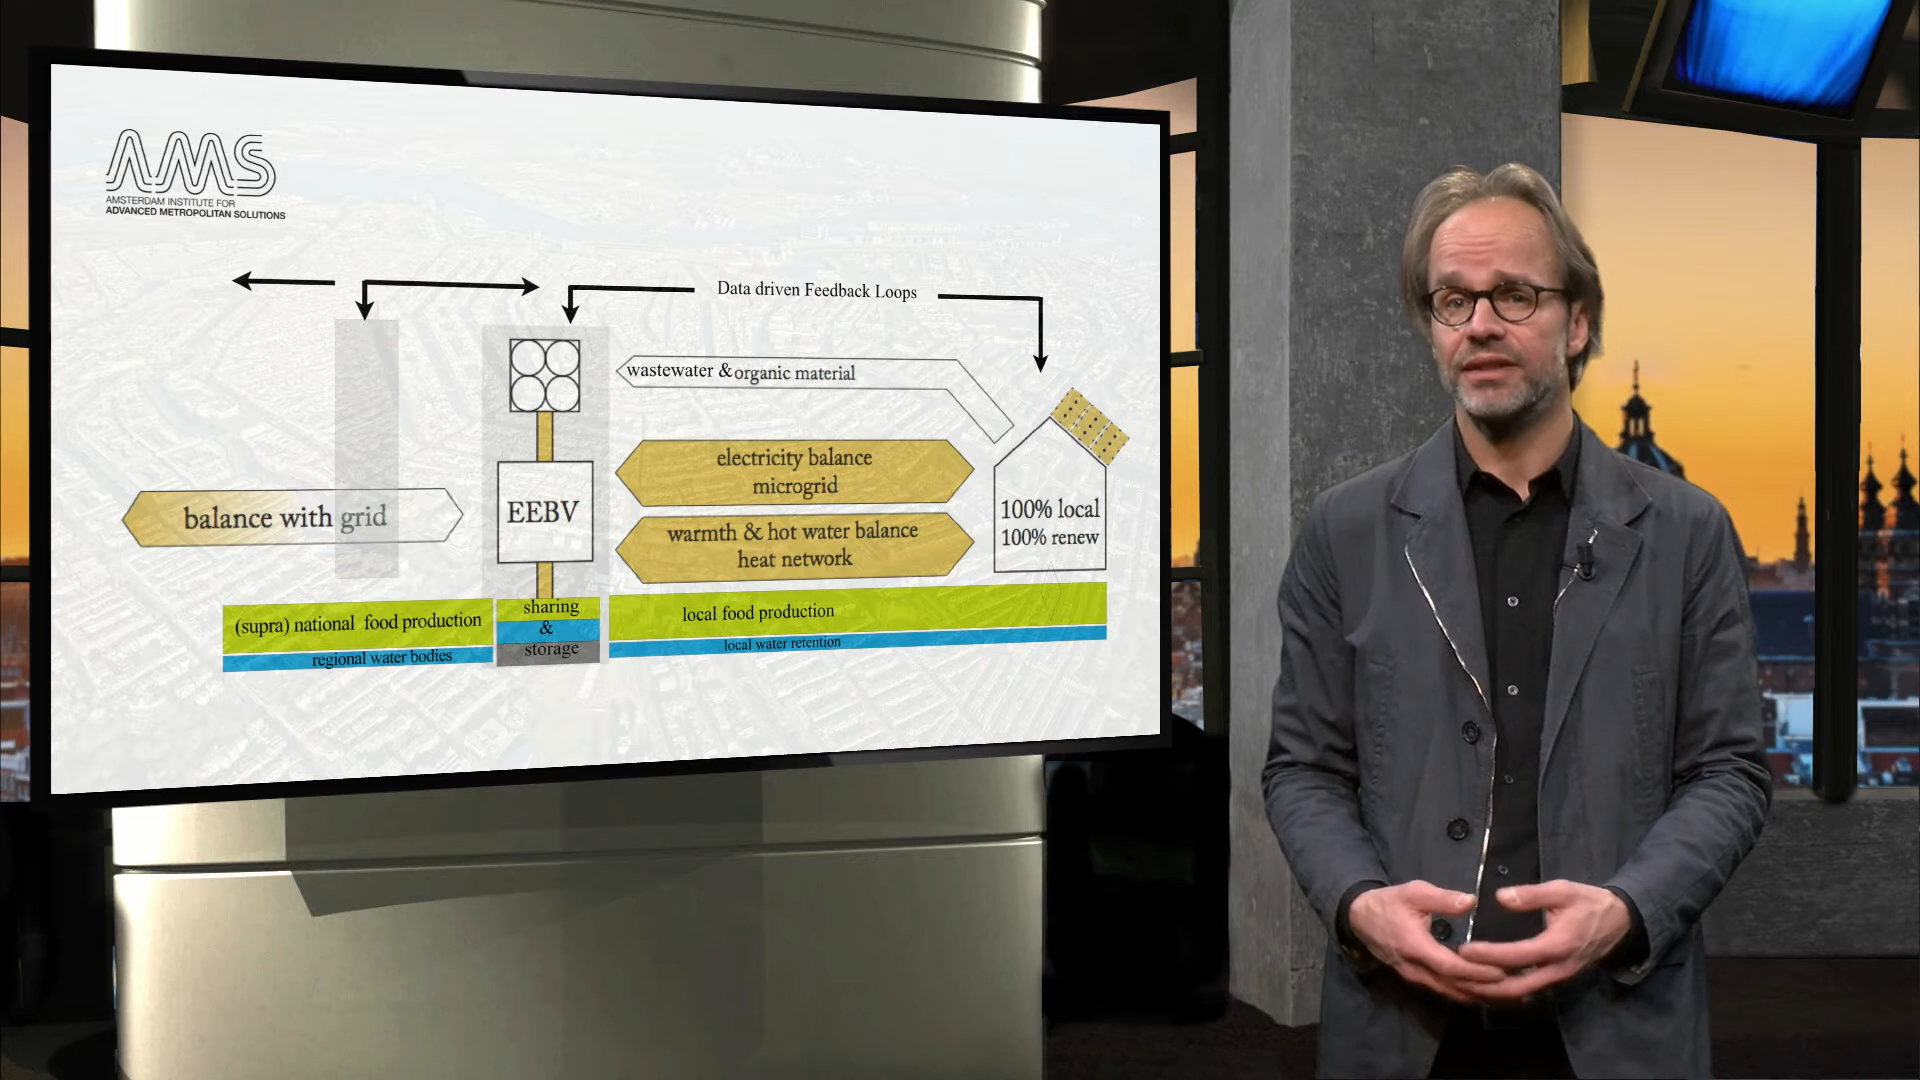 AMS
AMSTERDAM INSTITUTE FOR
ADVANCED METROPOLITAN SOLUTIONS
Data driven Feedback Loops
wastewater & organic material
electricity balance
microgrid
balance with grid
EEBV
100% local
100% renew
warmth & hot water balance
heat network
(supra) national food production
sharing
&
storage
local food production
regional water bodies
local water retention